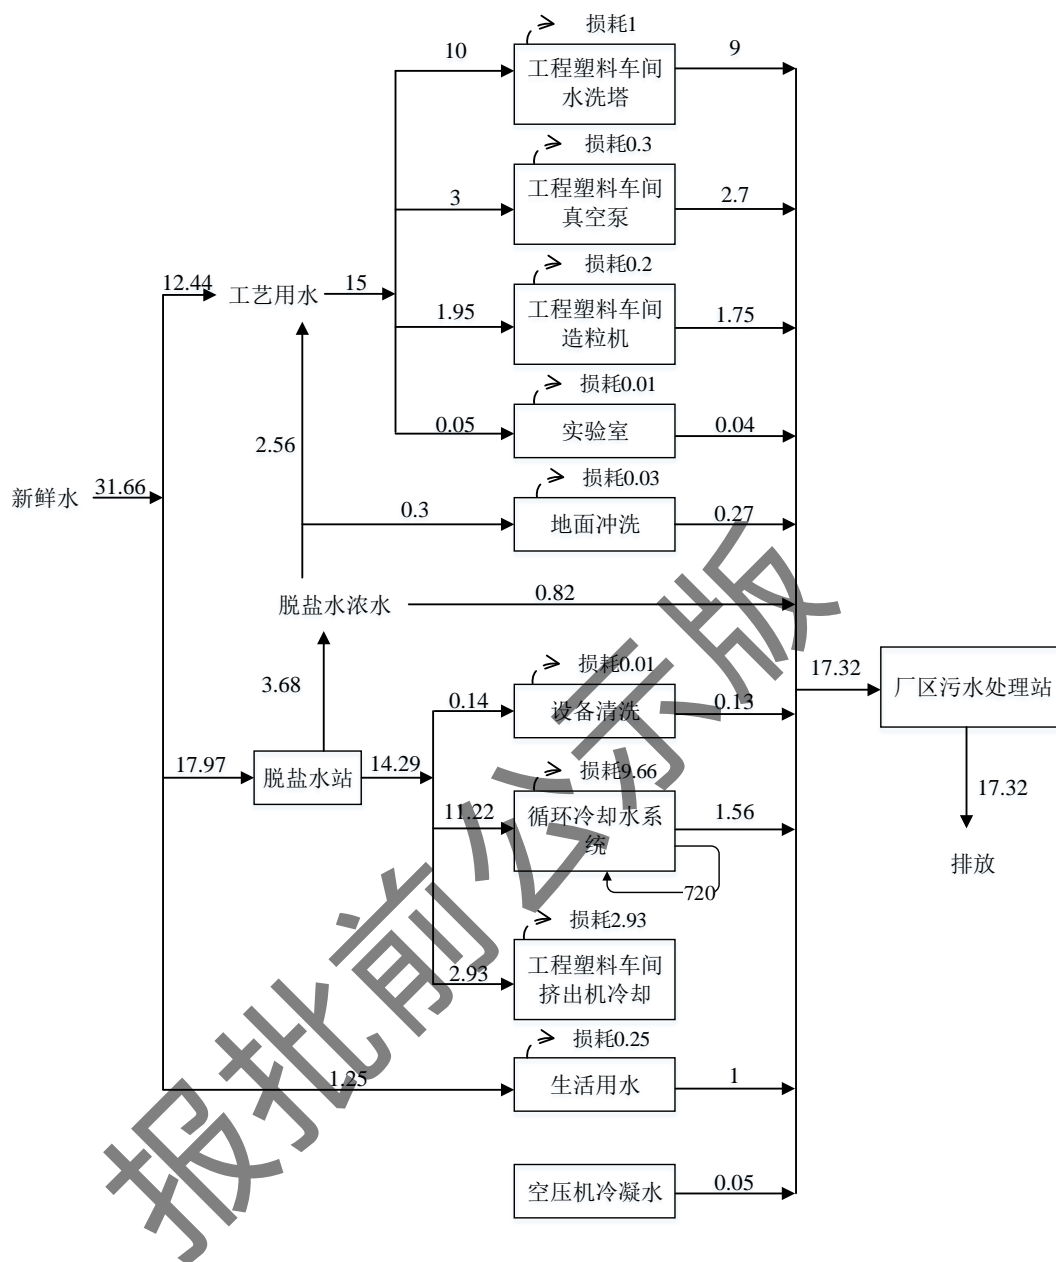 损耗1
10
工程塑料车间
水洗塔
9
损耗0.3
3
工程塑料车间
真空泵
2.7
损耗0.2
12.44
工艺用水
15
1.95
工程塑料车间
造粒机
1.75
损耗0.01
0.05
实验室
0.04
2.56
新鲜水
31.66
损耗0.03
0.3
地面冲洗
0.27
脱盐水浓水
0.82
3.68
损耗0.01
0.14
设备清洗
0.13
17.32
厂区污水处理站
17.97
脱盐水站
14.29
损耗9.66
11.22
循环冷却水系
统
1.56
720
17.32
排放
损耗2.93
2.93
工程塑料车间
挤出机冷却
损耗0.25
1.25
生活用水
1
空压机冷凝水
0.05
报批前公示版